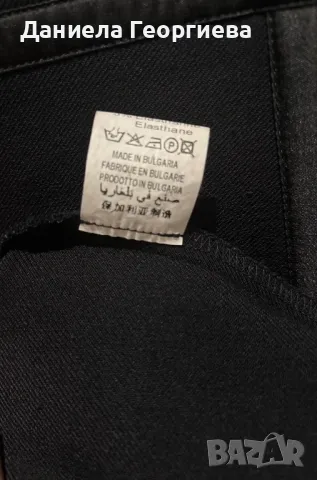 Даниела Георгиева
Elasthane
MADE IN BULGARIA
FABRIQUE EN BULGARIE
PRODOTTO IN BULGARIA
صنع في بلغاريا
保加利亚制造
BAZAR